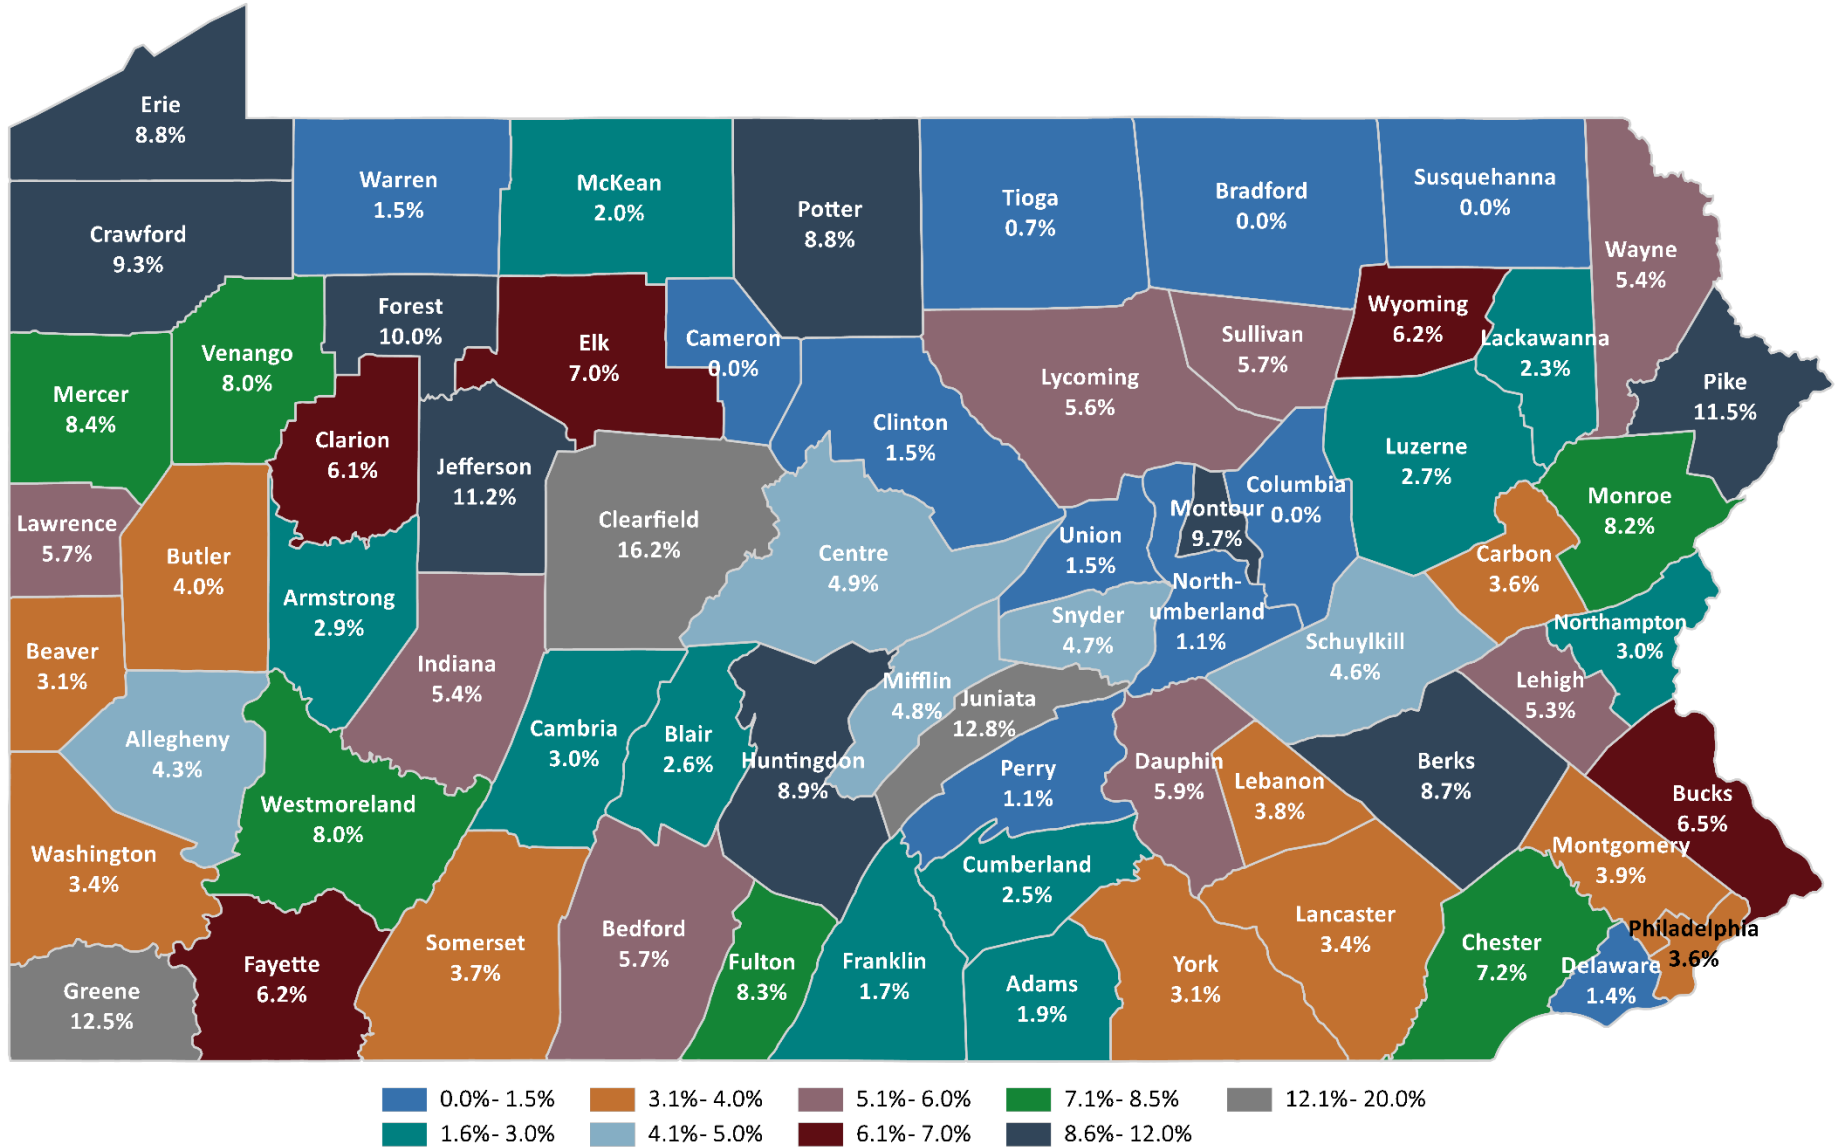 Erie
8.8%
Warren
1.5%
McKean
2.0%
Potter
8.8%
Tioga
0.7%
Bradford
0.0%
Susquehanna
0.0%
Wayne
5.4%
Crawford
9.3%
Forest
10.0%
Elk
7.0%
Cameron
0.0%
Sullivan
5.7%
Wyoming
6.2%
Lackawanna
2.3%
Pike
11.5%
Venango
8.0%
Mercer
8.4%
Lycoming
5.6%
Clinton
1.5%
Clarion
6.1%
Jefferson
11.2%
Luzerne
2.7%
Columbia
0.0%
Montour
9.7%
Monroe
8.2%
Lawrence
5.7%
Butler
4.0%
Clearfield
16.2%
Centre
4.9%
Union
1.5%
Carbon
3.6%
Armstrong
2.9%
North-
umberland
1.1%
Snyder
4.7%
Northampton
3.0%
Schuylkill
4.6%
Beaver
3.1%
Indiana
5.4%
Mifflin
4.8%
Juniata
12.8%
Lehigh
5.3%
Allegheny
4.3%
Cambria
3.0%
Blair
2.6%
Huntingdon
8.9%
Perry
1.1%
Dauphin
5.9%
Lebanon
3.8%
Berks
8.7%
Bucks
6.5%
Westmoreland
8.0%
Washington
3.4%
Cumberland
2.5%
Montgomery
3.9%
Lancaster
3.4%
Philadelphia
3.6%
Somerset
3.7%
Bedford
5.7%
Fulton
8.3%
Franklin
1.7%
Adams
1.9%
York
3.1%
Chester
7.2%
Delaware
1.4%
Fayette
6.2%
Greene
12.5%
0.0%- 1.5%
3.1%- 4.0%
5.1%- 6.0%
7.1%- 8.5%
12.1%- 20.0%
1.6%- 3.0%
4.1%- 5.0%
6.1%- 7.0%
8.6%- 12.0%